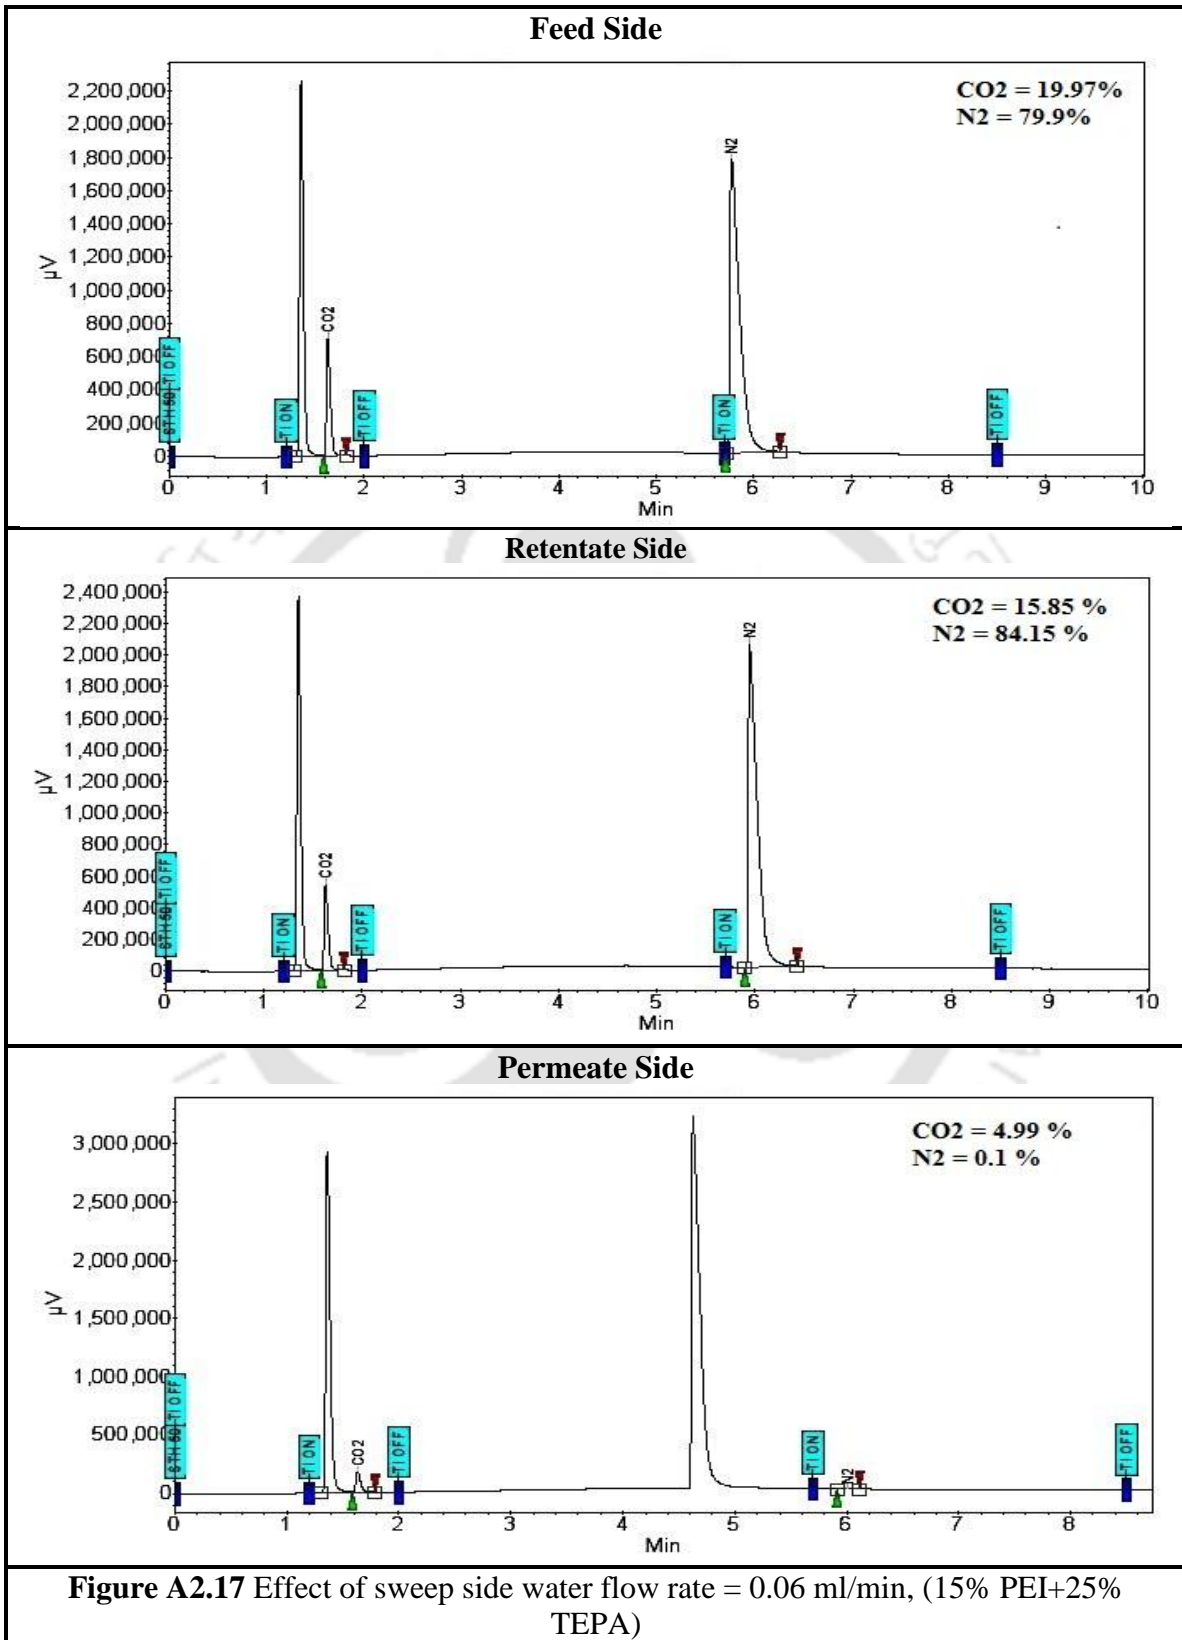 Feed Side
CO2 = 19.97%
N2 = 79.9%
2,200,000
2,000,000
1,800,000
1,600,000
1,400,000
1,200,000
1,000,000
800,000
600,000
400,000
200,000
0
µV
STH 50 TI OFF
TI ON
CO2
TI OFF
TI ON
N2
TI OFF
0 1 2 3 4 5 6 7 8 9 10
Min
Retentate Side
CO2 = 15.85 %
N2 = 84.15 %
2,400,000
2,200,000
2,000,000
1,800,000
1,600,000
1,400,000
1,200,000
1,000,000
800,000
600,000
400,000
200,000
0
µV
STH 50 TI OFF
TI ON
CO2
TI OFF
TI ON
N2
TI OFF
0 1 2 3 4 5 6 7 8 9 10
Min
Permeate Side
CO2 = 4.99 %
N2 = 0.1 %
3,000,000
2,500,000
2,000,000
1,500,000
1,000,000
500,000
0
µV
STH 50 TI OFF
TI ON
CO2
TI OFF
TI ON
N2
TI OFF
0 1 2 3 4 5 6 7 8
Min
Figure A2.17 Effect of sweep side water flow rate = 0.06 ml/min, (15% PEI+25%
TEPA)